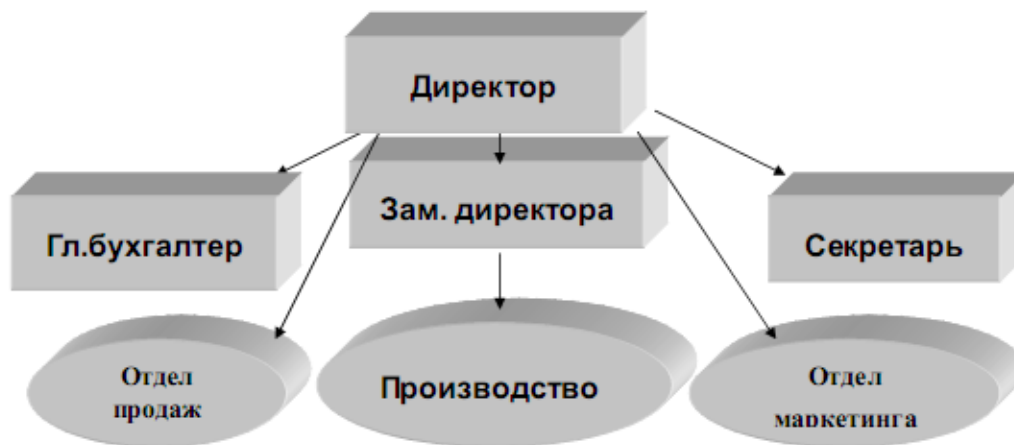 Директор
Зам. директора
Гл.бухгалтер
Секретарь
Отдел
продаж
Производство
Отдел
маркетинга